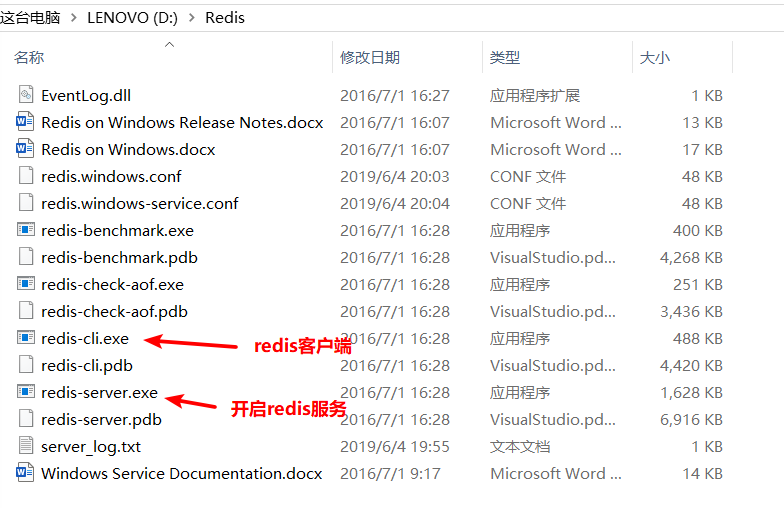 这台电脑 > LENOVO (D:) > Redis
名称 修改日期 类型 大小
EventLog.dll 2016/7/1 16:27 应用程序扩展 1 KB
Redis on Windows Release Notes.docx 2016/7/1 16:07 Microsoft Word ... 13 KB
Redis on Windows.docx 2016/7/1 16:07 Microsoft Word ... 17 KB
redis.windows.conf 2019/6/4 20:03 CONF 文件 48 KB
redis.windows-service.conf 2019/6/4 20:04 CONF 文件 48 KB
redis-benchmark.exe 2016/7/1 16:28 应用程序 400 KB
redis-benchmark.pdb 2016/7/1 16:28 VisualStudio.pd... 4,268 KB
redis-check-aof.exe 2016/7/1 16:28 应用程序 251 KB
redis-check-aof.pdb 2016/7/1 16:28 VisualStudio.pd... 3,436 KB
redis-cli.exe 2016/7/1 16:28 应用程序 488 KB
redis客户端
redis-cli.pdb 2016/7/1 16:28 VisualStudio.pd... 4,420 KB
redis-server.exe 2016/7/1 16:28 应用程序 1,628 KB
开启redis服务
redis-server.pdb 2016/7/1 16:28 VisualStudio.pd... 6,916 KB
server_log.txt 2019/6/4 19:55 文本文档 1 KB
Windows Service Documentation.docx 2016/7/1 9:17 Microsoft Word ... 14 KB